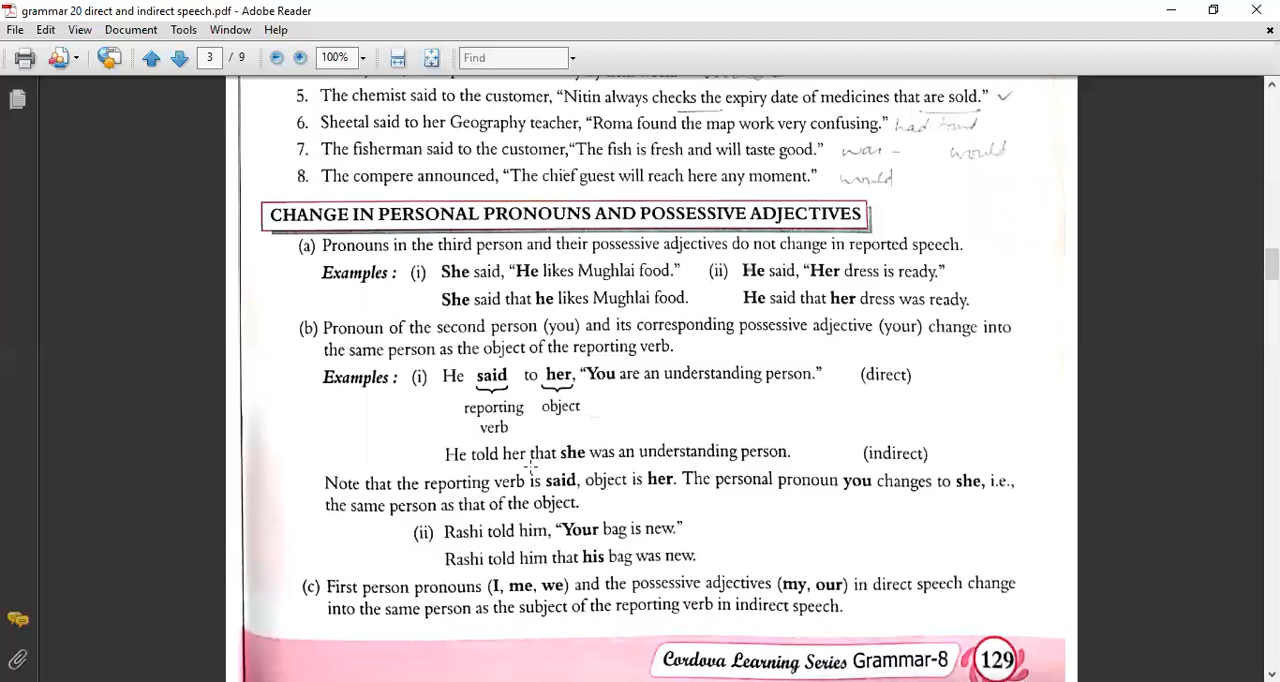 grammar 20 direct and indirect speech.pdf - Adobe Reader
File Edit View Document Tools Window Help
3 / 9 100% Find
5. The chemist said to the customer, “Nitin always checks the expiry date of medicines that are sold.”
6. Sheetal said to her Geography teacher, “Roma found the map work very confusing.” had found
7. The fisherman said to the customer,“The fish is fresh and will taste good.” was - would
8. The compere announced, “The chief guest will reach here any moment.” would
CHANGE IN PERSONAL PRONOUNS AND POSSESSIVE ADJECTIVES
(a) Pronouns in the third person and their possessive adjectives do not change in reported speech.
Examples : (i) She said, “He likes Mughlai food.” (ii) He said, “Her dress is ready.”
She said that he likes Mughlai food. He said that her dress was ready.
(b) Pronoun of the second person (you) and its corresponding possessive adjective (your) change into
the same person as the object of the reporting verb.
Examples : (i) He said to her, “You are an understanding person.” (direct)
reporting object
verb
He told her that she was an understanding person. (indirect)
Note that the reporting verb is said, object is her. The personal pronoun you changes to she, i.e.,
the same person as that of the object.
(ii) Rashi told him, “Your bag is new.”
Rashi told him that his bag was new.
(c) First person pronouns (I, me, we) and the possessive adjectives (my, our) in direct speech change
into the same person as the subject of the reporting verb in indirect speech.
Cordova Learning Series Grammar-8 129